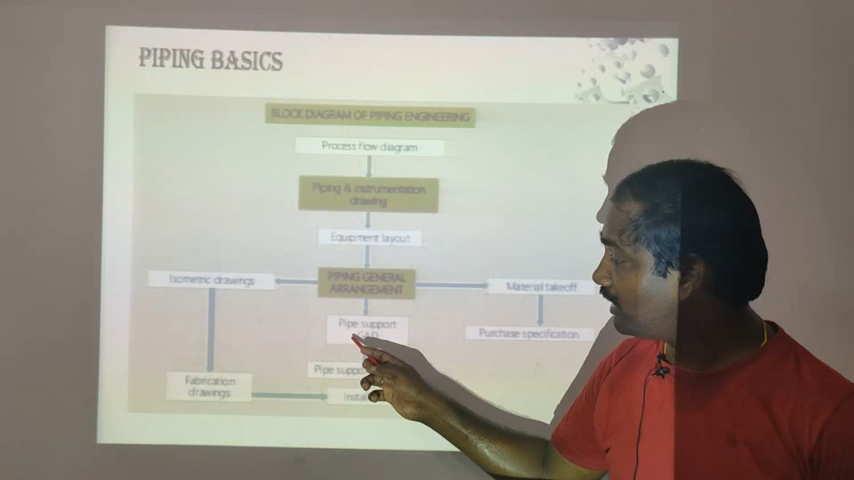 PIPING BASICS
BLOCK DIAGRAM OF PIPING ENGINEERING
Process flow diagram
Piping & Instrumentation
drawing
Equipment layout
Isometric drawings
PIPING GENERAL
ARRANGEMENT
Material takeoff
Pipe support
Purchase specification
Pipe
Fabrication
drawings